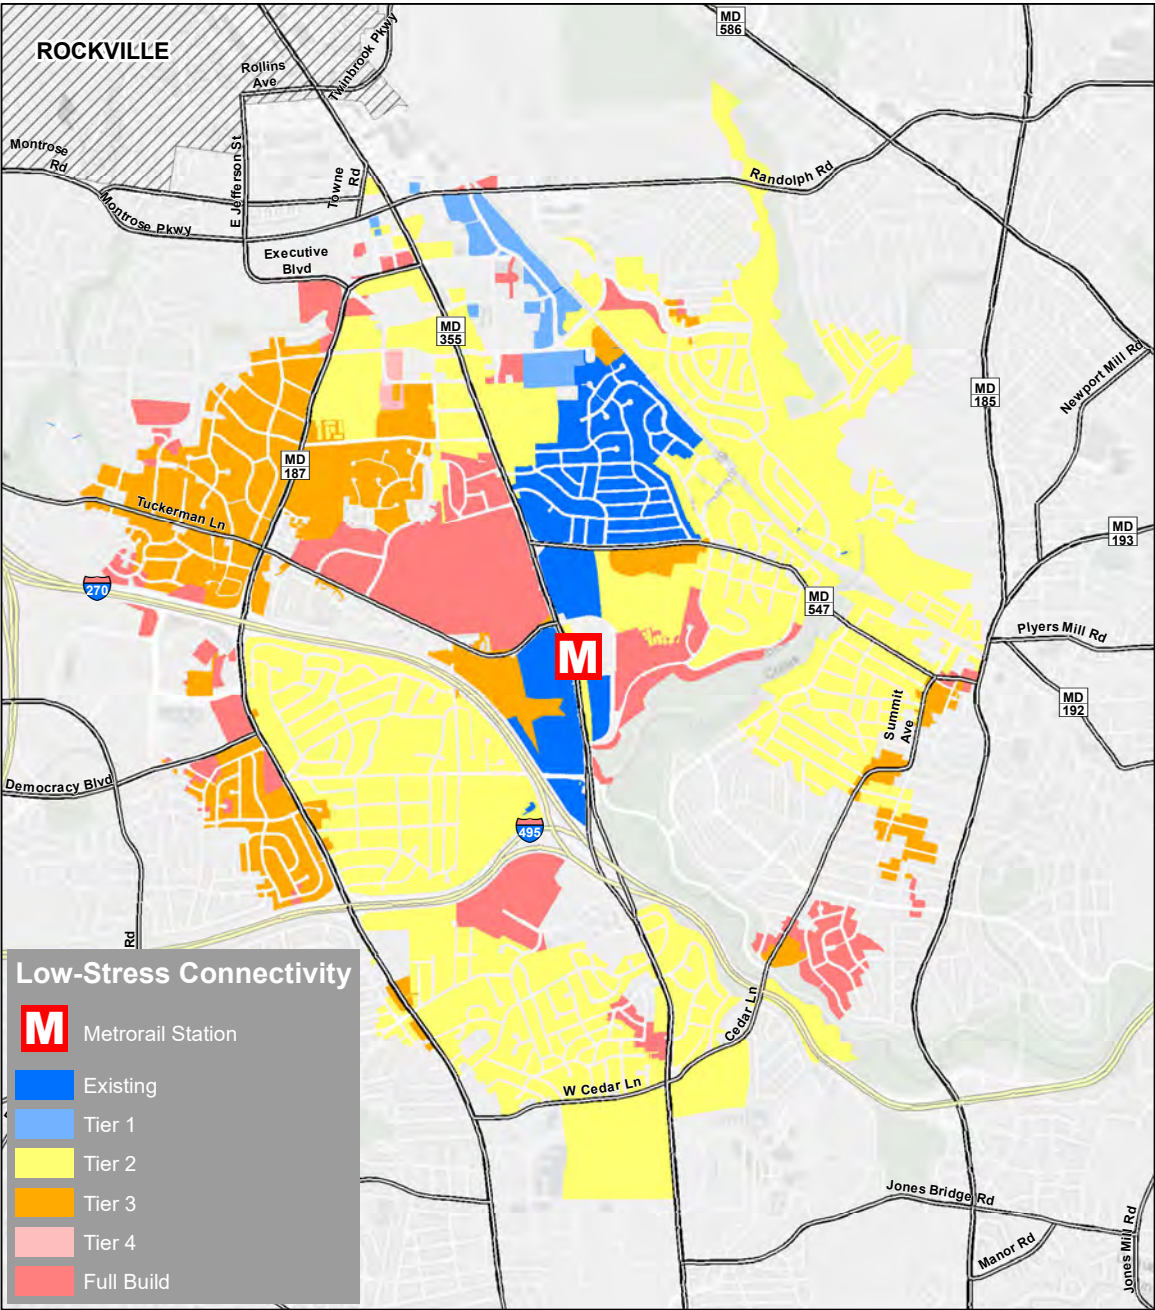 MD
586
ROCKVILLE
Rollins
Ave
Twinbrook Pkwy
Montrose
Rd
E Jefferson St
Towne
Rd
Randolph Rd
Montrose Pkwy
Executive
Blvd
MD
355
Newport Mill Rd
MD
185
MD
187
Tuckerman Ln
MD
193
270
MD
547
Plyers Mill Rd
M
Creek
MD
192
Summit
Ave
Democracy Blvd
495
Rd
Cedar Ln
W Cedar Ln
Jones Bridge Rd
Manor Rd
Jones Mill Rd
Low-Stress Connectivity
M Metrorail Station
Existing
Tier 1
Tier 2
Tier 3
Tier 4
Full Build